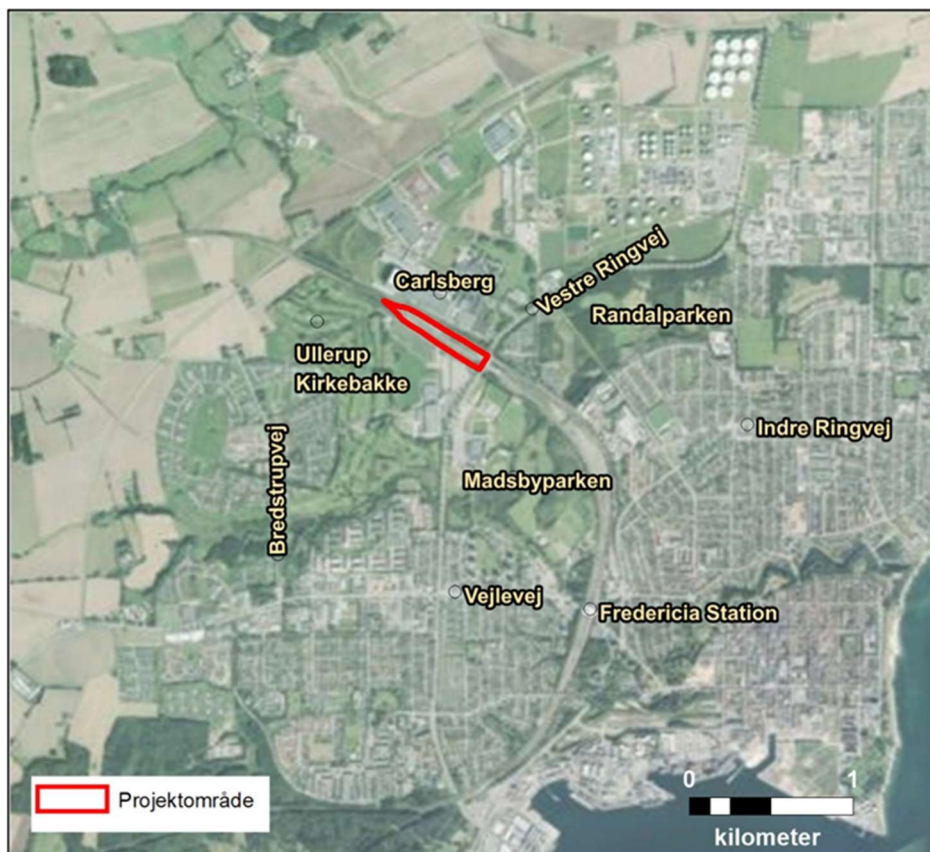 Carlsberg
Vestre Ringvej
Randalparken
Ullerup
Kirkebakke
Indre Ringvej
Bredstrupvej
Madsbyparken
Vejlevej
Fredericia Station
Projektområde
0 1
kilometer